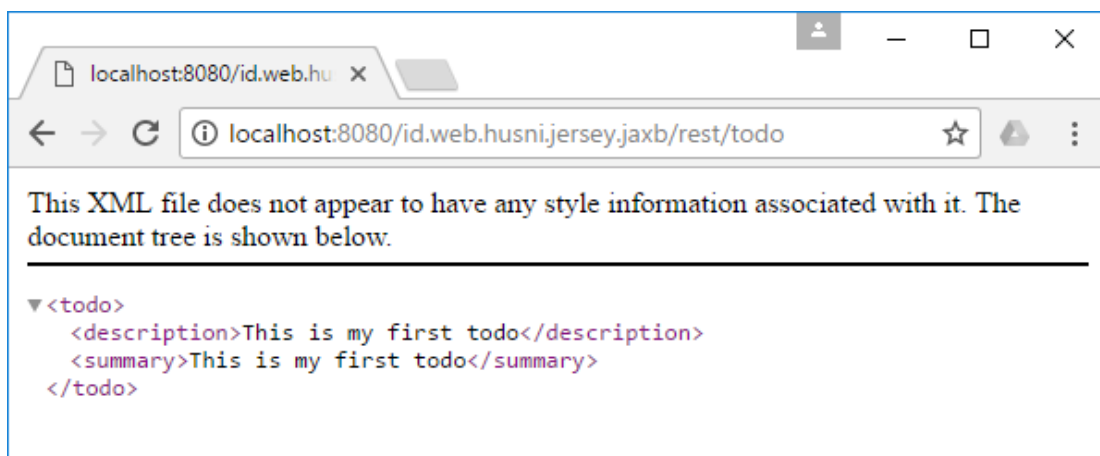 localhost:8080/id.web.hu
localhost:8080/id.web.husni.jersey.jaxb/rest/todo
This XML file does not appear to have any style information associated with it. The
document tree is shown below.
▼<todo>
<description>This is my first todo</description>
<summary>This is my first todo</summary>
</todo>